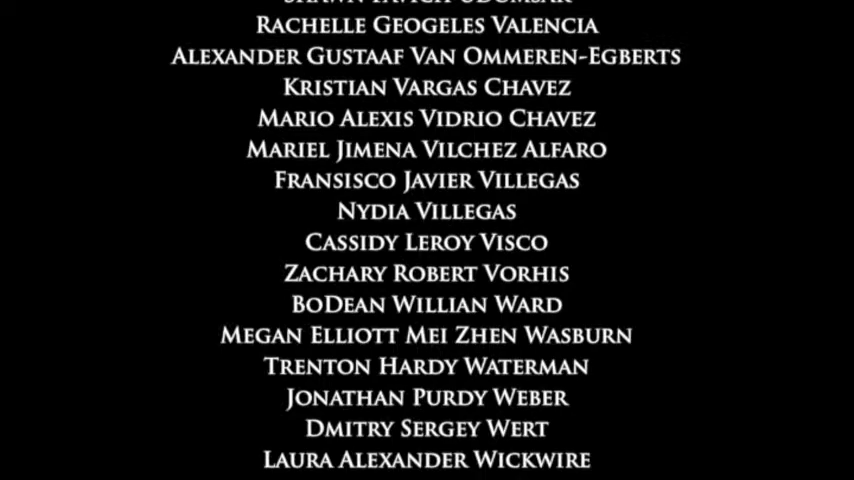 Rachelle Geogeles Valencia
Alexander Gustaaf Van Ommeren-Egberts
Kristian Vargas Chavez
Mario Alexis Vidrio Chavez
Mariel Jimena Vilchez Alfaro
Fransisco Javier Villegas
Nydia Villegas
Cassidy Leroy Visco
Zachary Robert Vorhis
BoDean Willian Ward
Megan Elliott Mei Zhen Wasburn
Trenton Hardy Waterman
Jonathan Purdy Weber
Dmitry Sergey Wert
Laura Alexander Wickwire